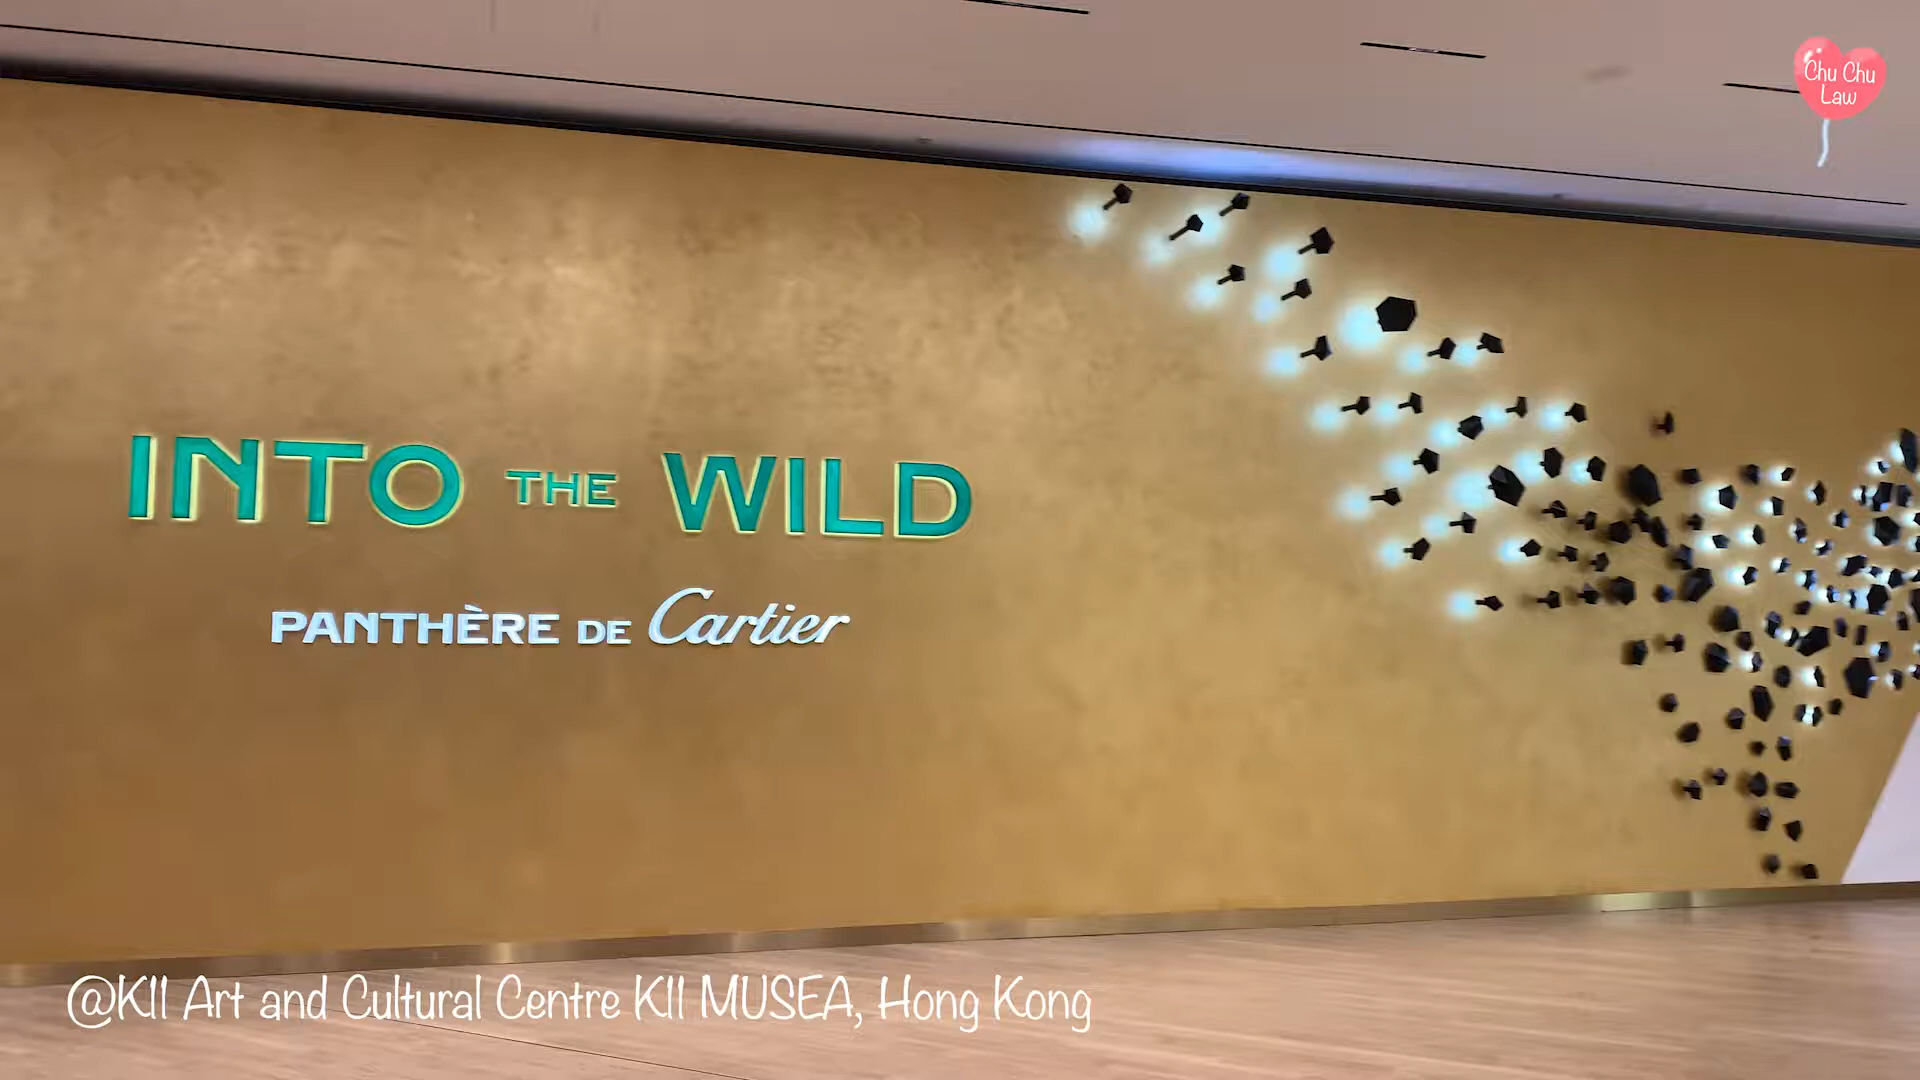 Chu Chu
Law
INTO THE WILD
PANTHÈRE DE Cartier
@K11 Art and Cultural Centre K11 MUSEA, Hong Kong